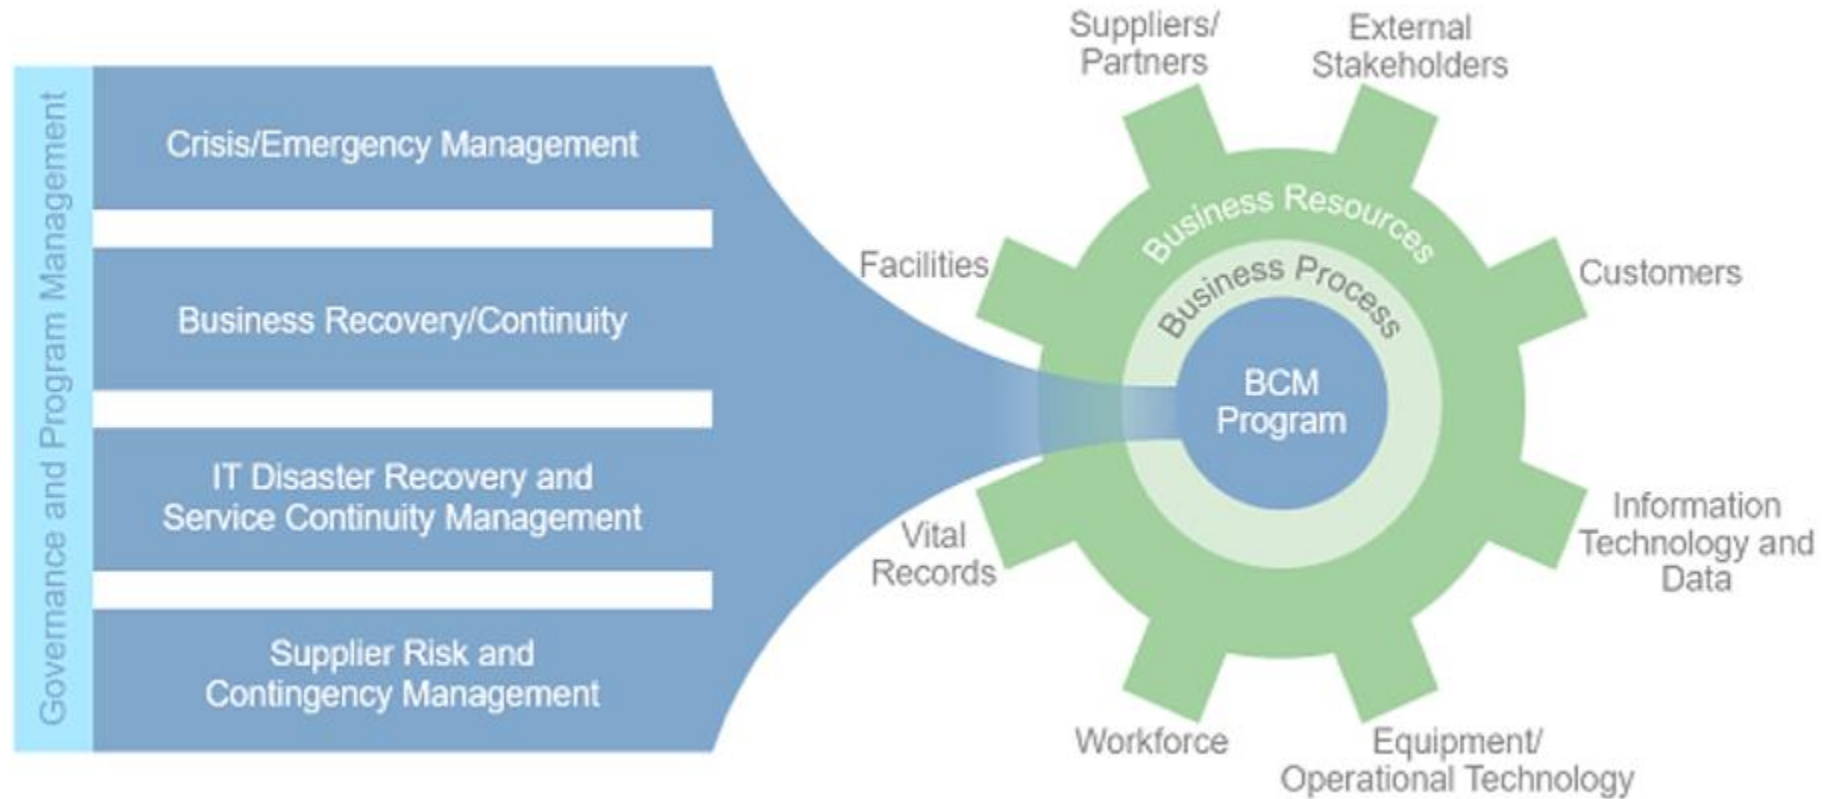 Governance and Program Management
Crisis/Emergency Management
Business Recovery/Continuity
IT Disaster Recovery and
Service Continuity Management
Supplier Risk and
Contingency Management
Suppliers/
Partners
External
Stakeholders
Facilities
Customers
Business Resources
Business Process
BCM
Program
Vital
Records
Information
Technology and
Data
Workforce
Equipment/
Operational Technology